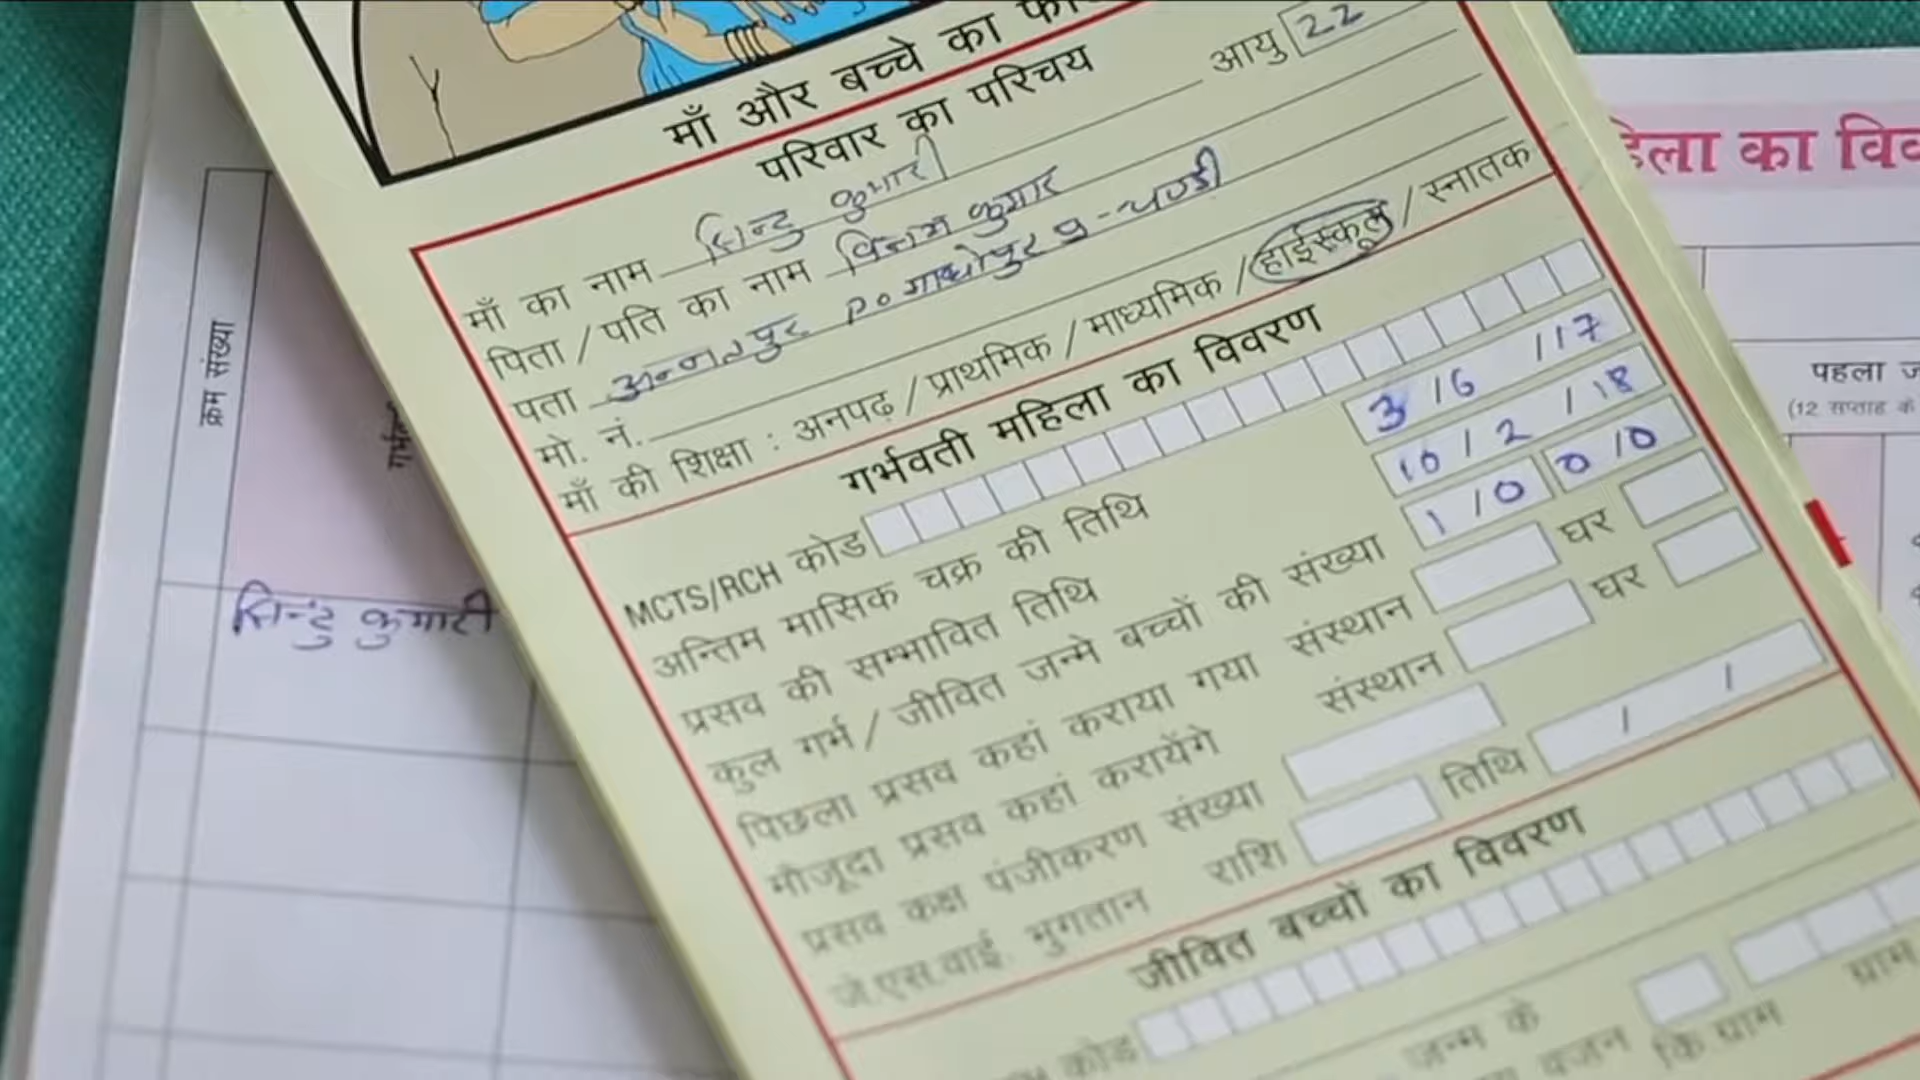 माँ और बच्चे का
परिवार का परिचय
माँ का नाम सिन्टु कुमारी आयु 22
पिता / पति का नाम कुमार
पता P० माधोपुर
मो. नं.
माँ की शिक्षा : अनपढ़ / प्राथमिक / माध्यमिक / हाईस्कूल / स्नातक
गर्भवती महिला का विवरण
MCTS/RCH कोड
अन्तिम मासिक चक्र की तिथि 3/6/17
प्रसव की सम्भावित तिथि 10/2/18
कुल गर्भ / जीवित जन्मे बच्चों की संख्या 1/0 0/0
पिछला प्रसव कहां कराया गया संस्थान घर
मौजूदा प्रसव कहां करायेंगे संस्थान घर
प्रसव कक्ष पंजीकरण संख्या
जे.एस.वाई. भुगतान राशि तिथि / /
जीवित बच्चों का विवरण
कोड
जन्म के
वजन कि.ग्राम ग्राम
क्रम संख्या
सिन्टु कुमारी
का
पहला
(12 सप्ताह के